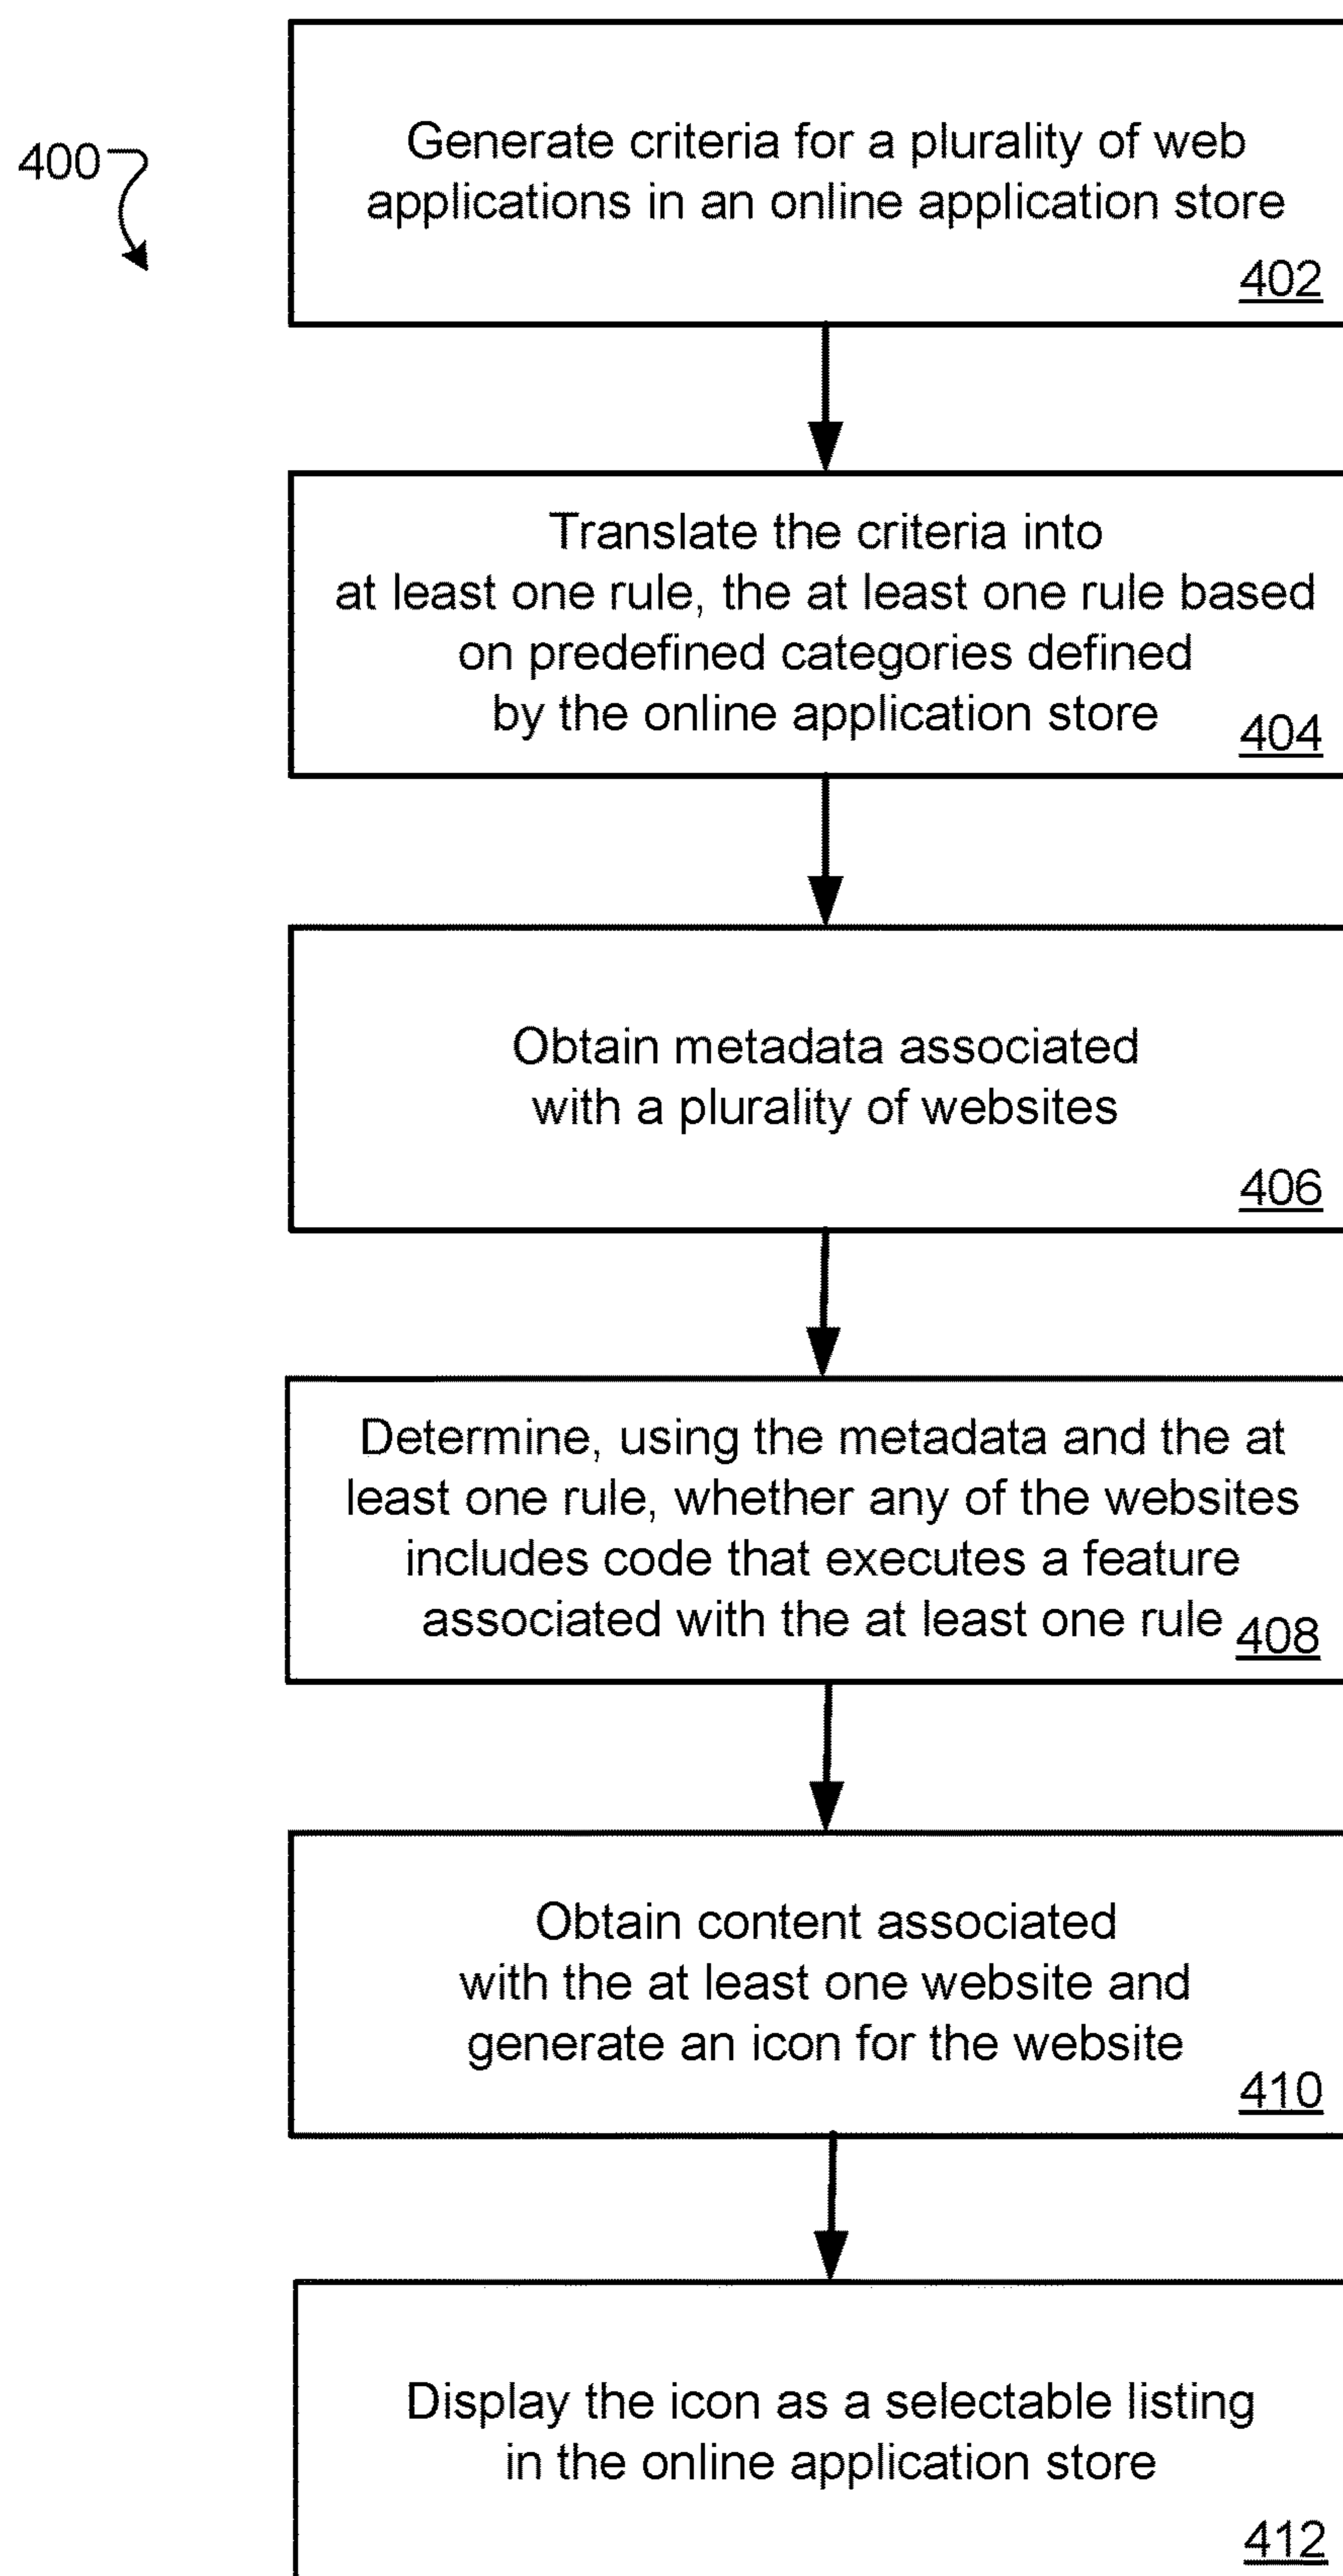 400
Generate criteria for a plurality of web
applications in an online application store
402
Translate the criteria into
at least one rule, the at least one rule based
on predefined categories defined
by the online application store
404
Obtain metadata associated
with a plurality of websites
406
Determine, using the metadata and the at
least one rule, whether any of the websites
includes code that executes a feature
associated with the at least one rule
408
Obtain content associated
with the at least one website and
generate an icon for the website
410
Display the icon as a selectable listing
in the online application store
412